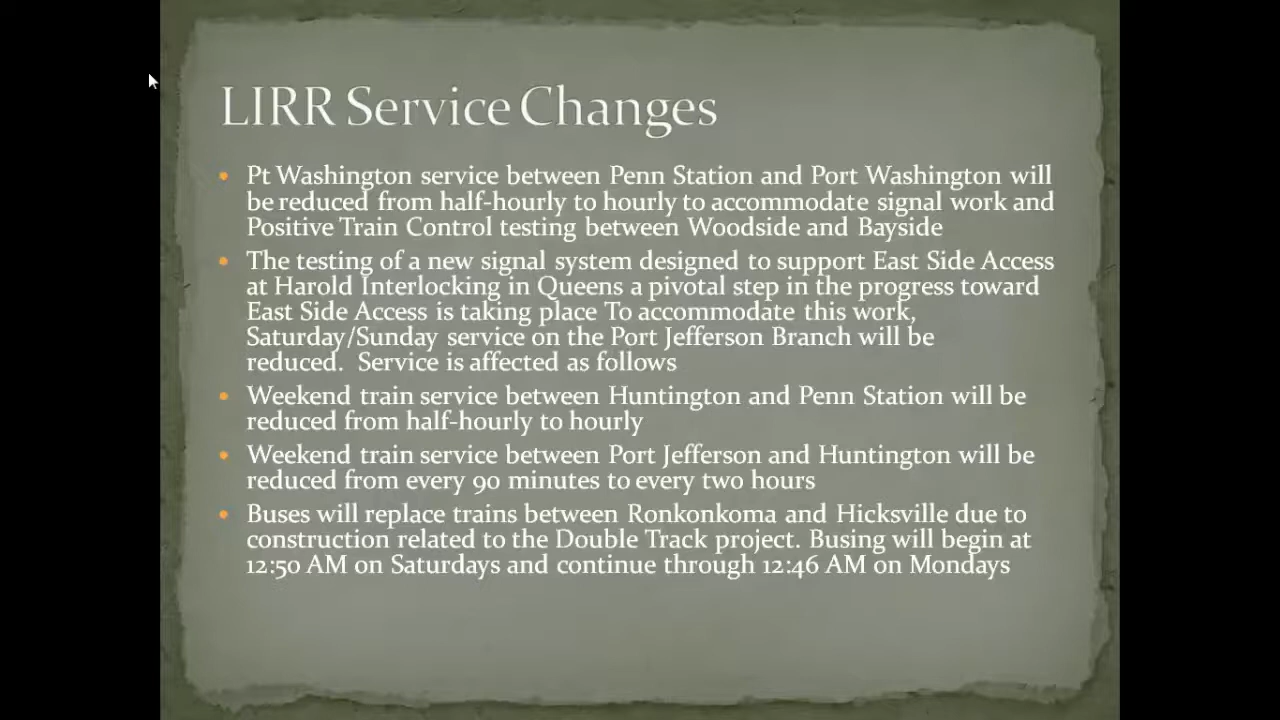 LIRR Service Changes
• Pt Washington service between Penn Station and Port Washington will
be reduced from half-hourly to hourly to accommodate signal work and
Positive Train Control testing between Woodside and Bayside
• The testing of a new signal system designed to support East Side Access
at Harold Interlocking in Queens a pivotal step in the progress toward
East Side Access is taking place To accommodate this work,
Saturday/Sunday service on the Port Jefferson Branch will be
reduced.  Service is affected as follows
• Weekend train service between Huntington and Penn Station will be
reduced from half-hourly to hourly
• Weekend train service between Port Jefferson and Huntington will be
reduced from every 90 minutes to every two hours
• Buses will replace trains between Ronkonkoma and Hicksville due to
construction related to the Double Track project. Busing will begin at
12:50 AM on Saturdays and continue through 12:46 AM on Mondays